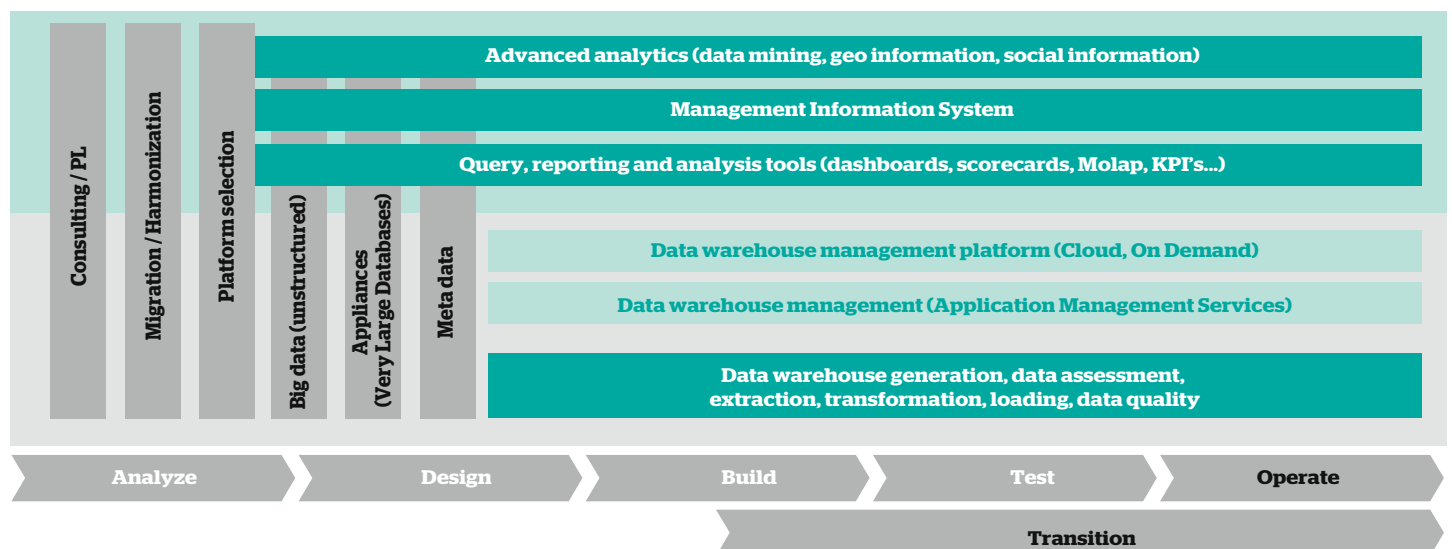 Consulting / PL
Migration / Harmonization
Platform selection
Advanced analytics (data mining, geo information, social information)
Management Information System
Query, reporting and analysis tools (dashboards, scorecards, Molap, KPI's...)
Big data (unstructured)
Appliances
(Very Large Databases)
Meta data
Data warehouse management platform (Cloud, On Demand)
Data warehouse management (Application Management Services)
Data warehouse generation, data assessment,
extraction, transformation, loading, data quality
Analyze
Design
Build
Test
Operate
Transition